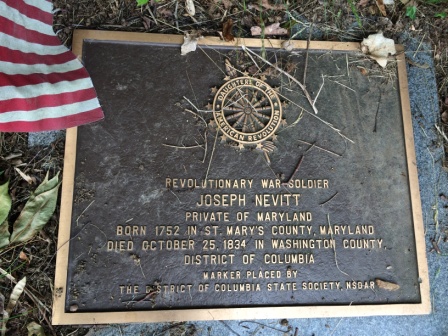 DAUGHTERS OF THE
AMERICAN REVOLUTION
REVOLUTIONARY WAR SOLDIER
JOSEPH NEVITT
PRIVATE OF MARYLAND
BORN 1752 IN ST. MARY'S COUNTY, MARYLAND
DIED OCTOBER 25, 1834 IN WASHINGTON COUNTY,
DISTRICT OF COLUMBIA
MARKER PLACED BY
THE DISTRICT OF COLUMBIA STATE SOCIETY, NSDAR